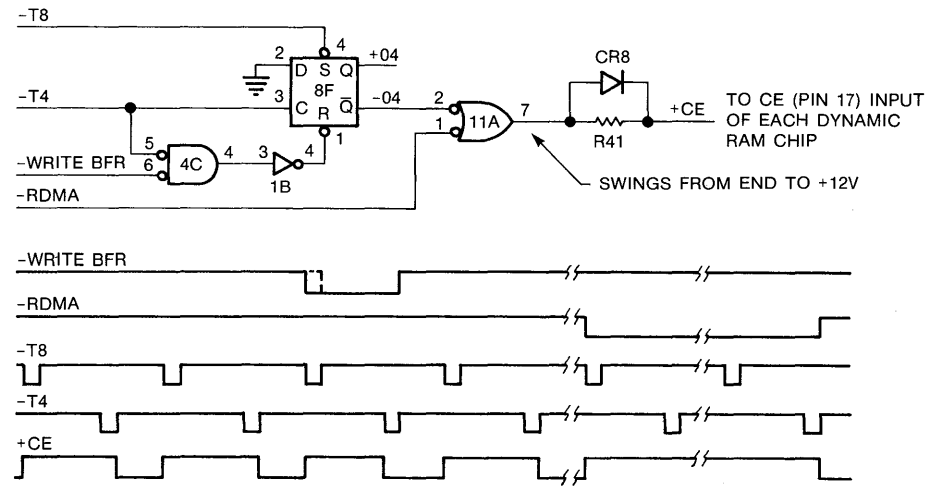 -T8
4
2
D S Q
+04
8F
CR8
-T4
3
C R Q
-04
2
1
11A
7
+CE
TO CE (PIN 17) INPUT
OF EACH DYNAMIC
RAM CHIP
R41
1
5
6
4C
4
3
4
1B
-WRITE BFR
-RDMA
SWINGS FROM END TO +12V
-WRITE BFR
-RDMA
-T8
-T4
+CE